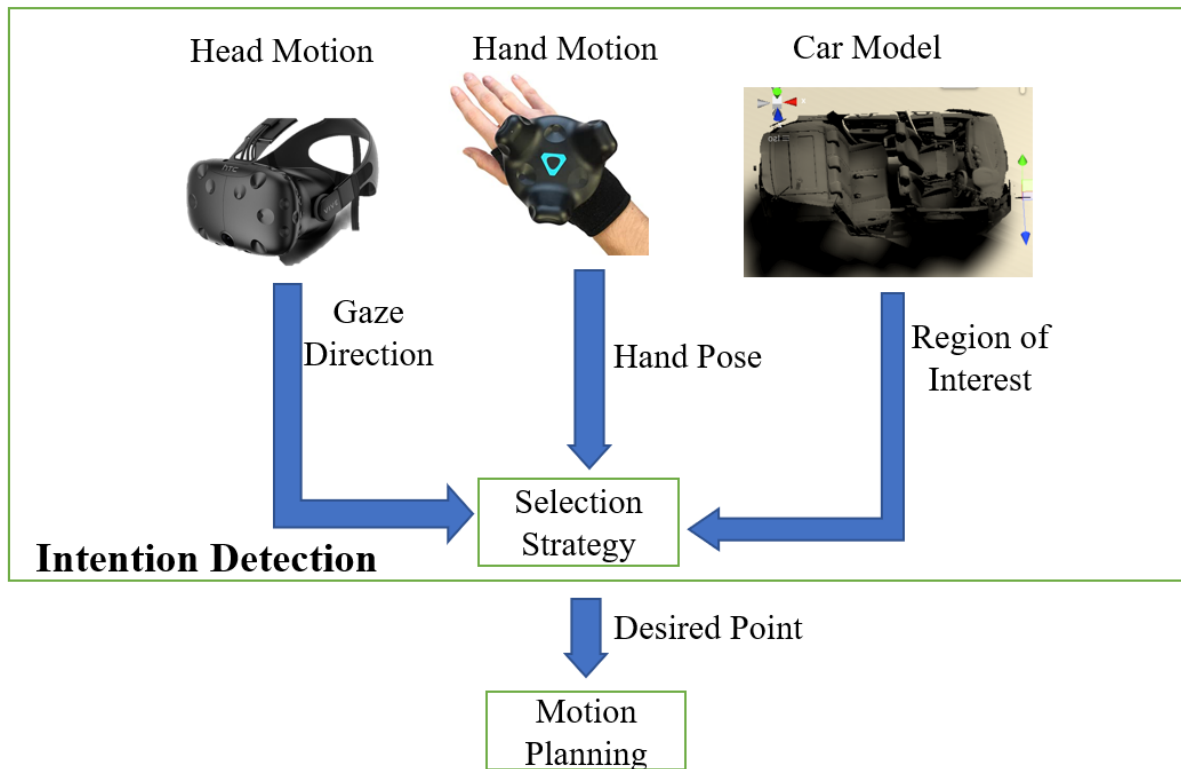 Head Motion
Hand Motion
Car Model
HTC
Gaze
Direction
Hand Pose
Region of
Interest
Selection
Strategy
Intention Detection
Desired Point
Motion
Planning